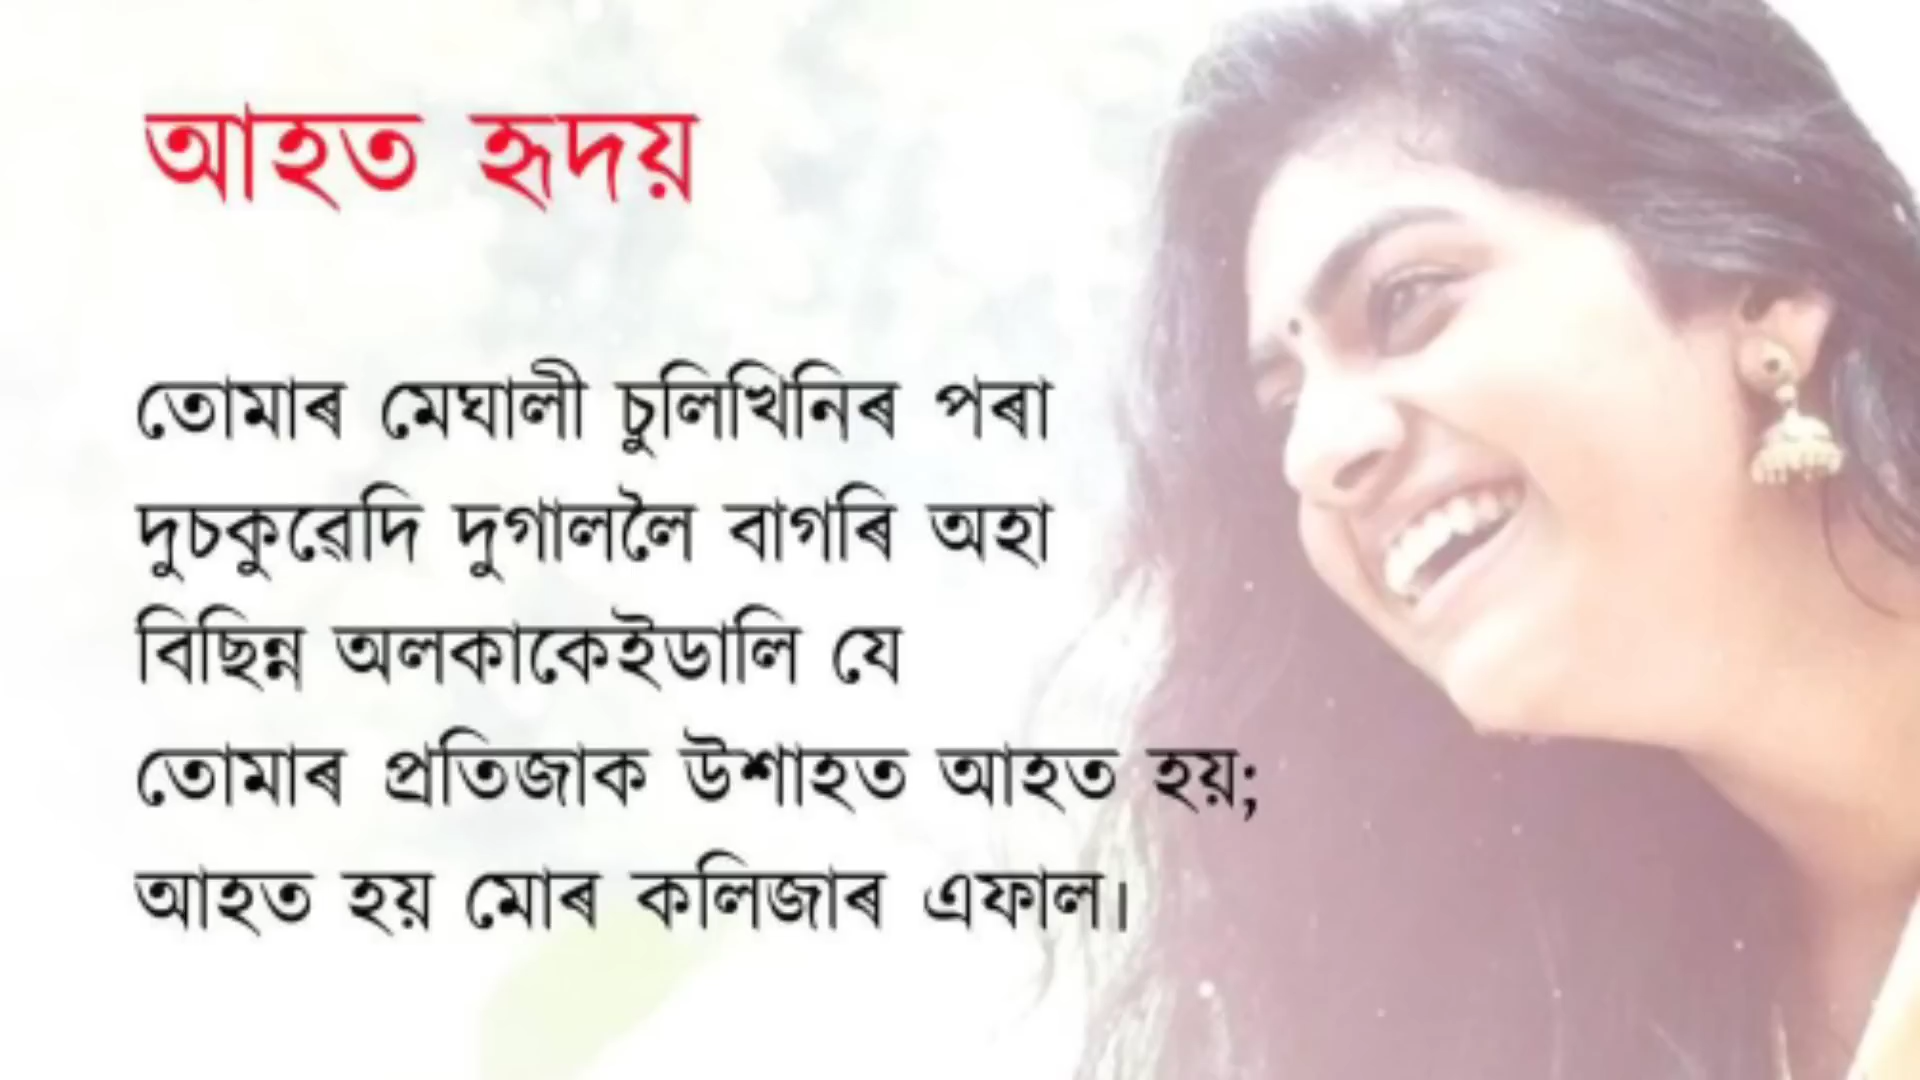 আহত হৃদয়
তোমাৰ মেঘালী চুলিখিনিৰ পৰা
দুচকুৱেদি দুগাললৈ বাগৰি অহা
বিছিন্ন অলকাকেইডালি যে
তোমাৰ প্ৰতিজাক উশাহত আহত হয়;
আহত হয় মোৰ কলিজাৰ এফাল।